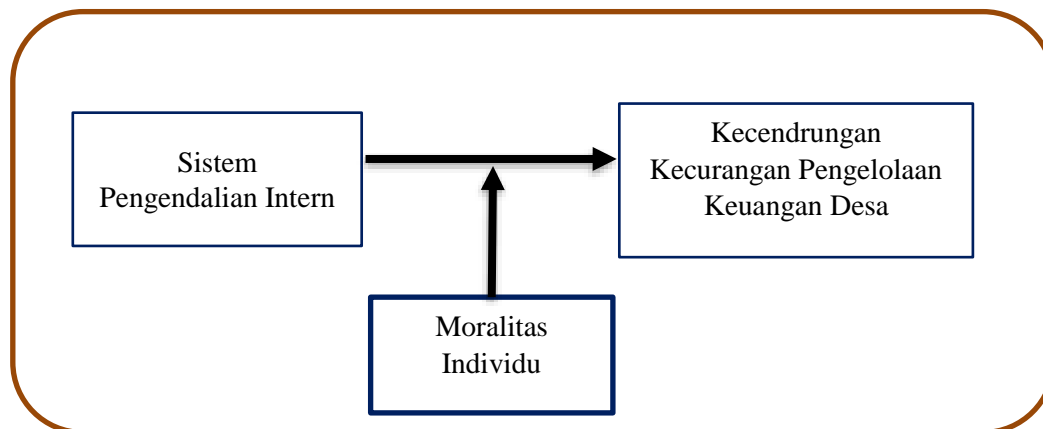 Sistem
Pengendalian Intern
Kecendrungan
Kecurangan Pengelolaan
Keuangan Desa
Moralitas
Individu